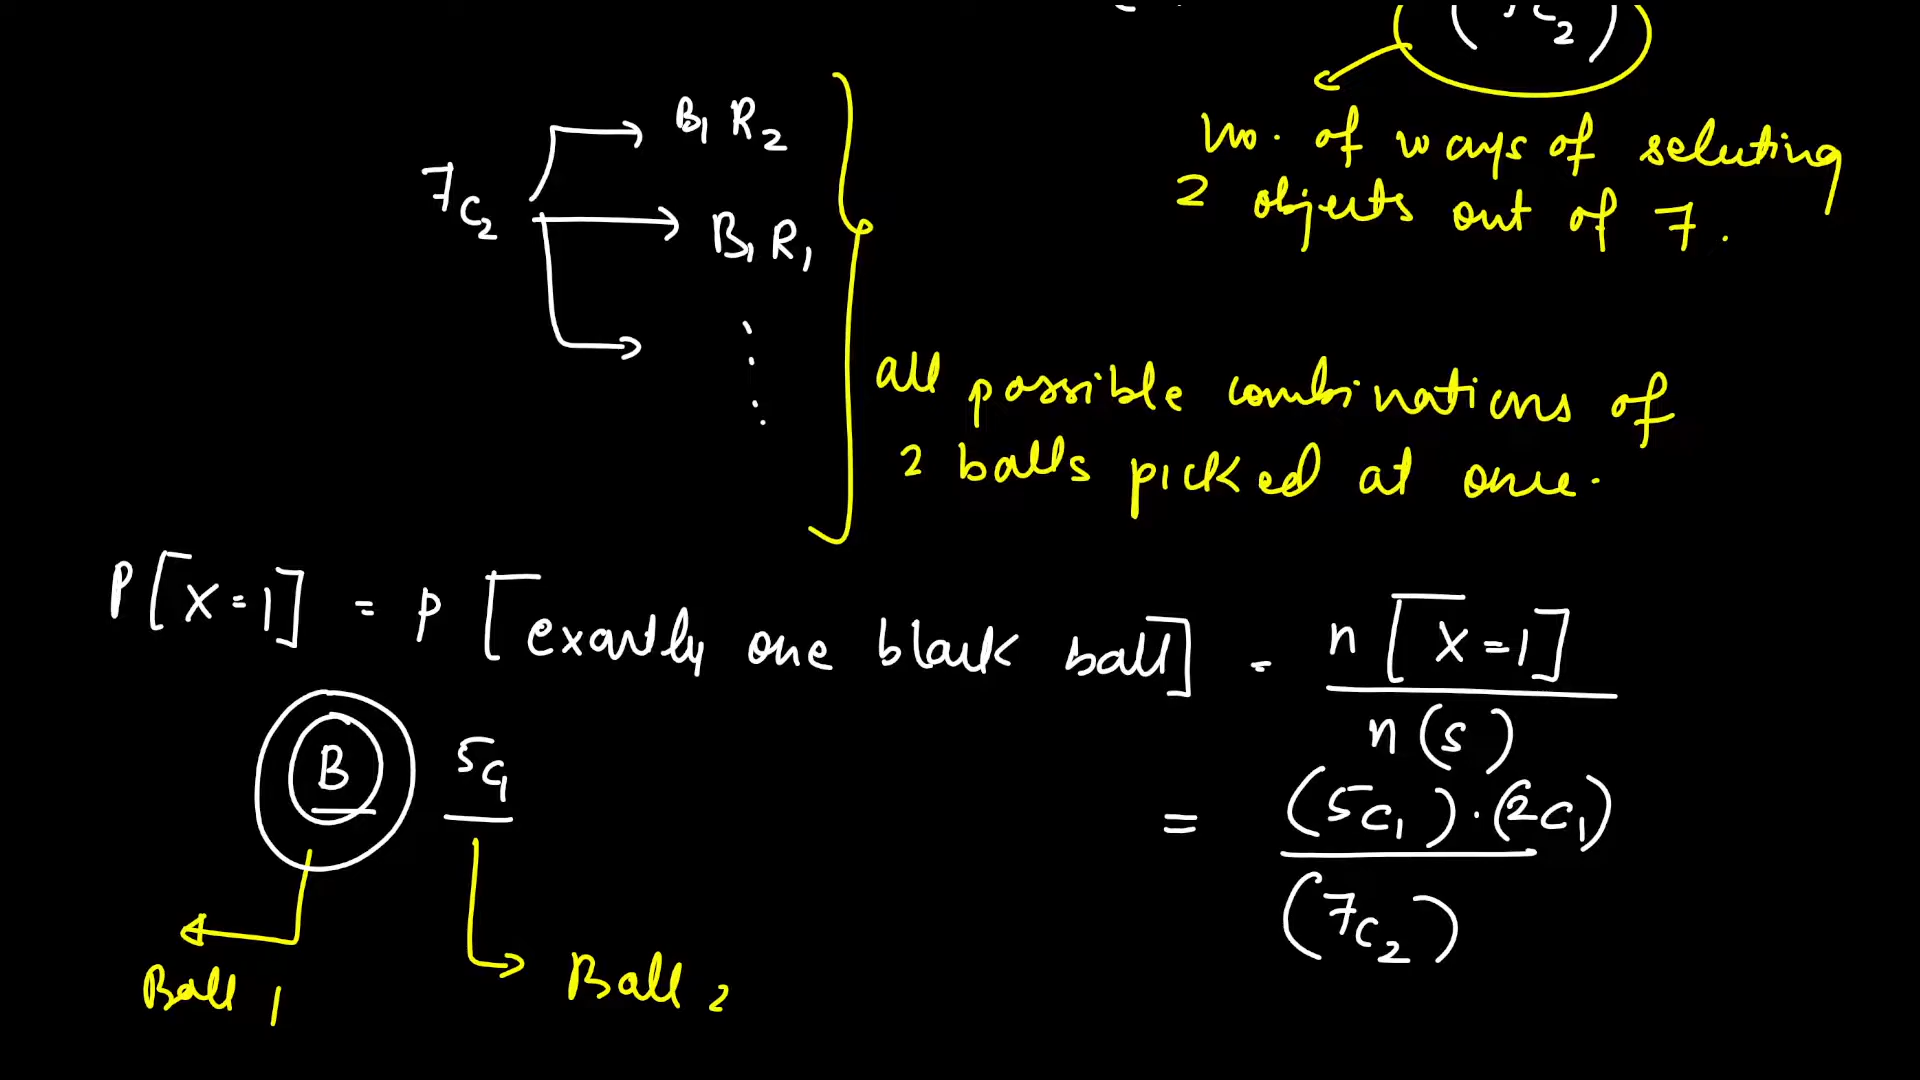 7C2)
no. of ways of selecting
2 objects out of 7.
7C2
B1 R2
B1 R1
all possible combinations of
2 balls picked at once.
P[X=1] = P [exactly one black ball] = n[X=1]
n(s)
B 5C1
= (5C1)·(2C1)
(7C2)
Ball 1
Ball 2